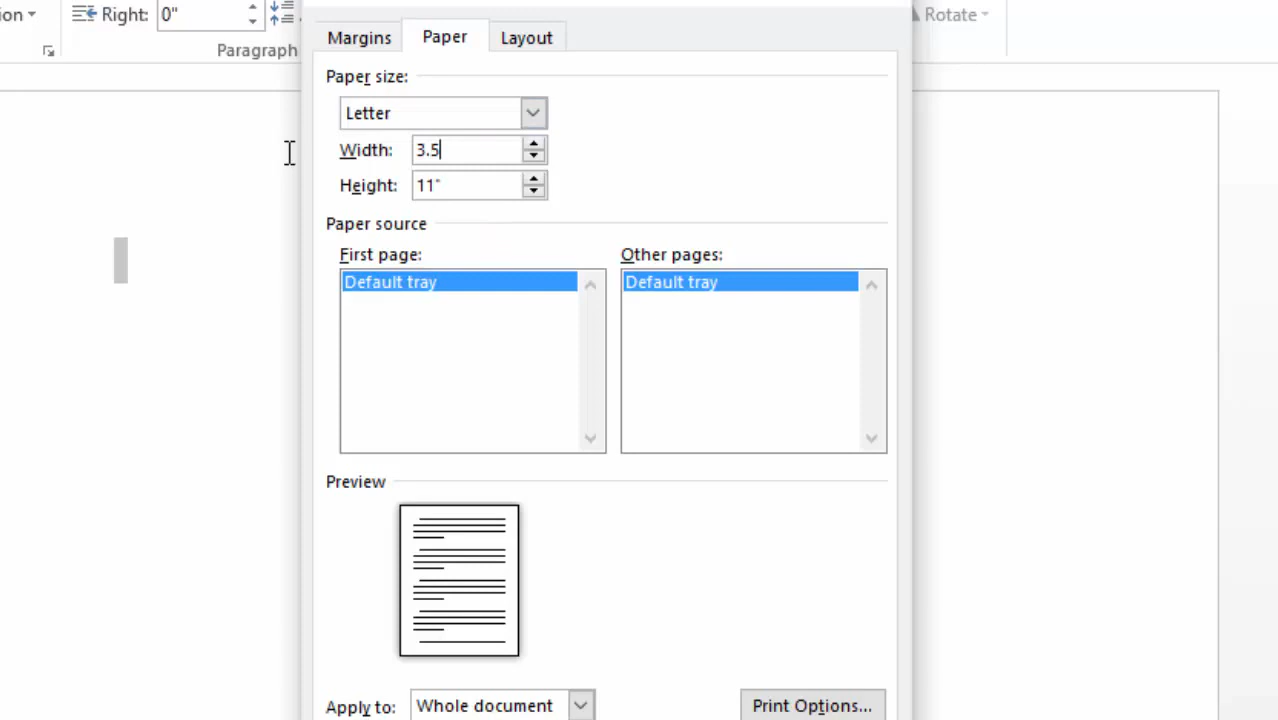 ion Right: 0" Rotate
Paragraph
Margins Paper Layout
Paper size:
Letter
Width: 3.5
Height: 11"
Paper source
First page: Other pages:
Default tray Default tray
Preview
Apply to: Whole document Print Options...